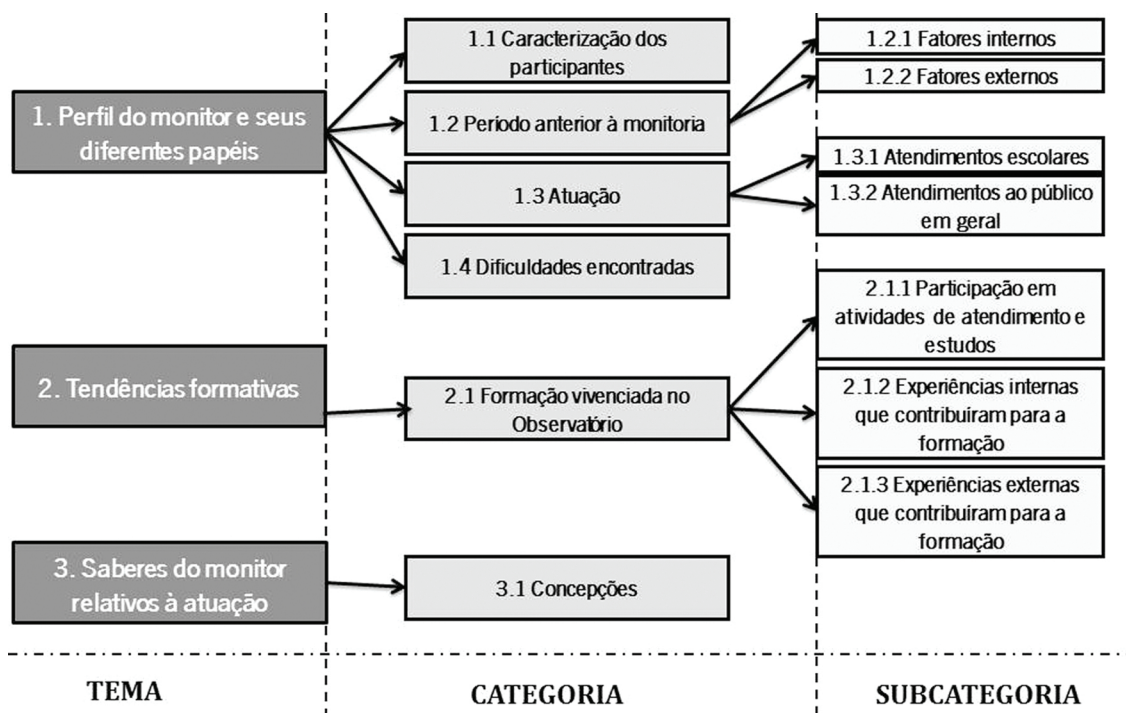 1. Perfil do monitor e seus
diferentes papéis
1.1 Caracterização dos
participantes
1.2 Período anterior à monitoria
1.2.1 Fatores internos
1.2.2 Fatores externos
1.3 Atuação
1.3.1 Atendimentos escolares
1.3.2 Atendimentos ao público
em geral
1.4 Dificuldades encontradas
2. Tendências formativas
2.1 Formação vivenciada no
Observatório
2.1.1 Participação em
atividades de atendimento e
estudos
2.1.2 Experiências internas
que contribuíram para a
formação
2.1.3 Experiências externas
que contribuíram para a
formação
3. Saberes do monitor
relativos à atuação
3.1 Concepções
TEMA
CATEGORIA
SUBCATEGORIA